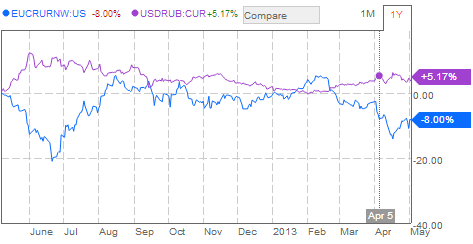 EUCRURNW:US -8.00% USDRUB:CUR +5.17% Compare 1M 1Y
+5.17%
0.00
-8.00%
-20.00
Apr 5
-40.00
June Jul Aug Sep Oct Nov Dec 2013 Feb Mar Apr May